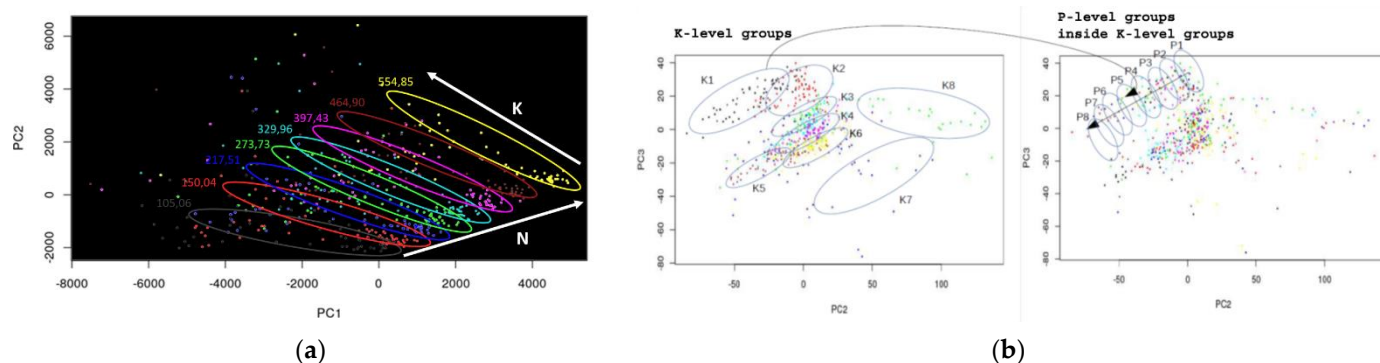 6000
4000
2000
0
-2000
PC2
554,85
464,90
397,43
329,96
273,73
217,51
150,04
105,06
K
N
-8000 -6000 -4000 -2000 0 2000 4000
PC1
(a)
K-level groups
40
20
0
-20
-40
-60
-80
PC3
K1
K2
K3
K4
K6
K5
K7
K8
-50 0 50 100
PC2
P-level groups
inside K-level groups
40
20
0
-20
-40
-60
-80
PC3
P1
P2
P3
P4
P5
P6
P7
P8
-50 0 50 100
PC2
(b)